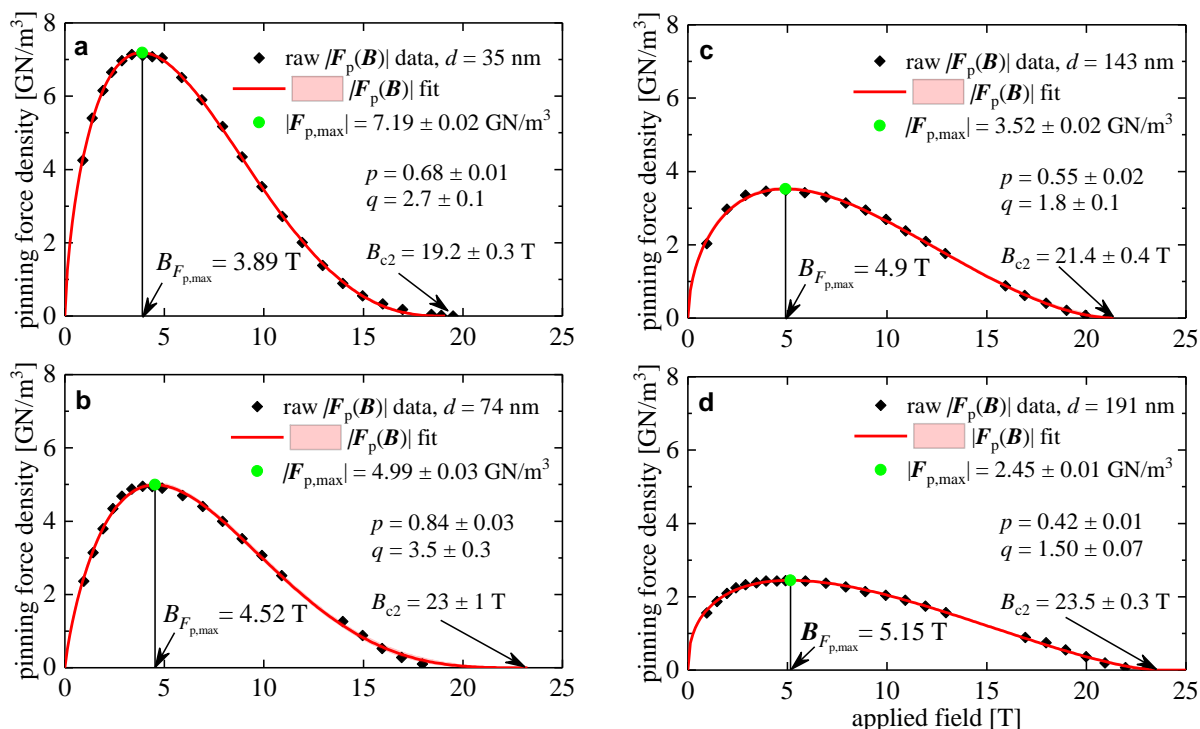 a
raw |Fp(B)| data, d = 35 nm
|Fp(B)| fit
|Fp,max| = 7.19 ± 0.02 GN/m³
p = 0.68 ± 0.01
q = 2.7 ± 0.1
Bc2 = 19.2 ± 0.3 T
BFp,max = 3.89 T
pinning force density [GN/m³]
8
6
4
2
0
0 5 10 15 20 25
b
raw |Fp(B)| data, d = 74 nm
|Fp(B)| fit
|Fp,max| = 4.99 ± 0.03 GN/m³
p = 0.84 ± 0.03
q = 3.5 ± 0.3
Bc2 = 23 ± 1 T
BFp,max = 4.52 T
pinning force density [GN/m³]
8
6
4
2
0
0 5 10 15 20 25
c
raw |Fp(B)| data, d = 143 nm
|Fp(B)| fit
|Fp,max| = 3.52 ± 0.02 GN/m³
p = 0.55 ± 0.02
q = 1.8 ± 0.1
Bc2 = 21.4 ± 0.4 T
BFp,max = 4.9 T
pinning force density [GN/m³]
8
6
4
2
0
0 5 10 15 20 25
d
raw |Fp(B)| data, d = 191 nm
|Fp(B)| fit
|Fp,max| = 2.45 ± 0.01 GN/m³
p = 0.42 ± 0.01
q = 1.50 ± 0.07
Bc2 = 23.5 ± 0.3 T
BFp,max = 5.15 T
pinning force density [GN/m³]
8
6
4
2
0
0 5 10 15 20 25
applied field [T]